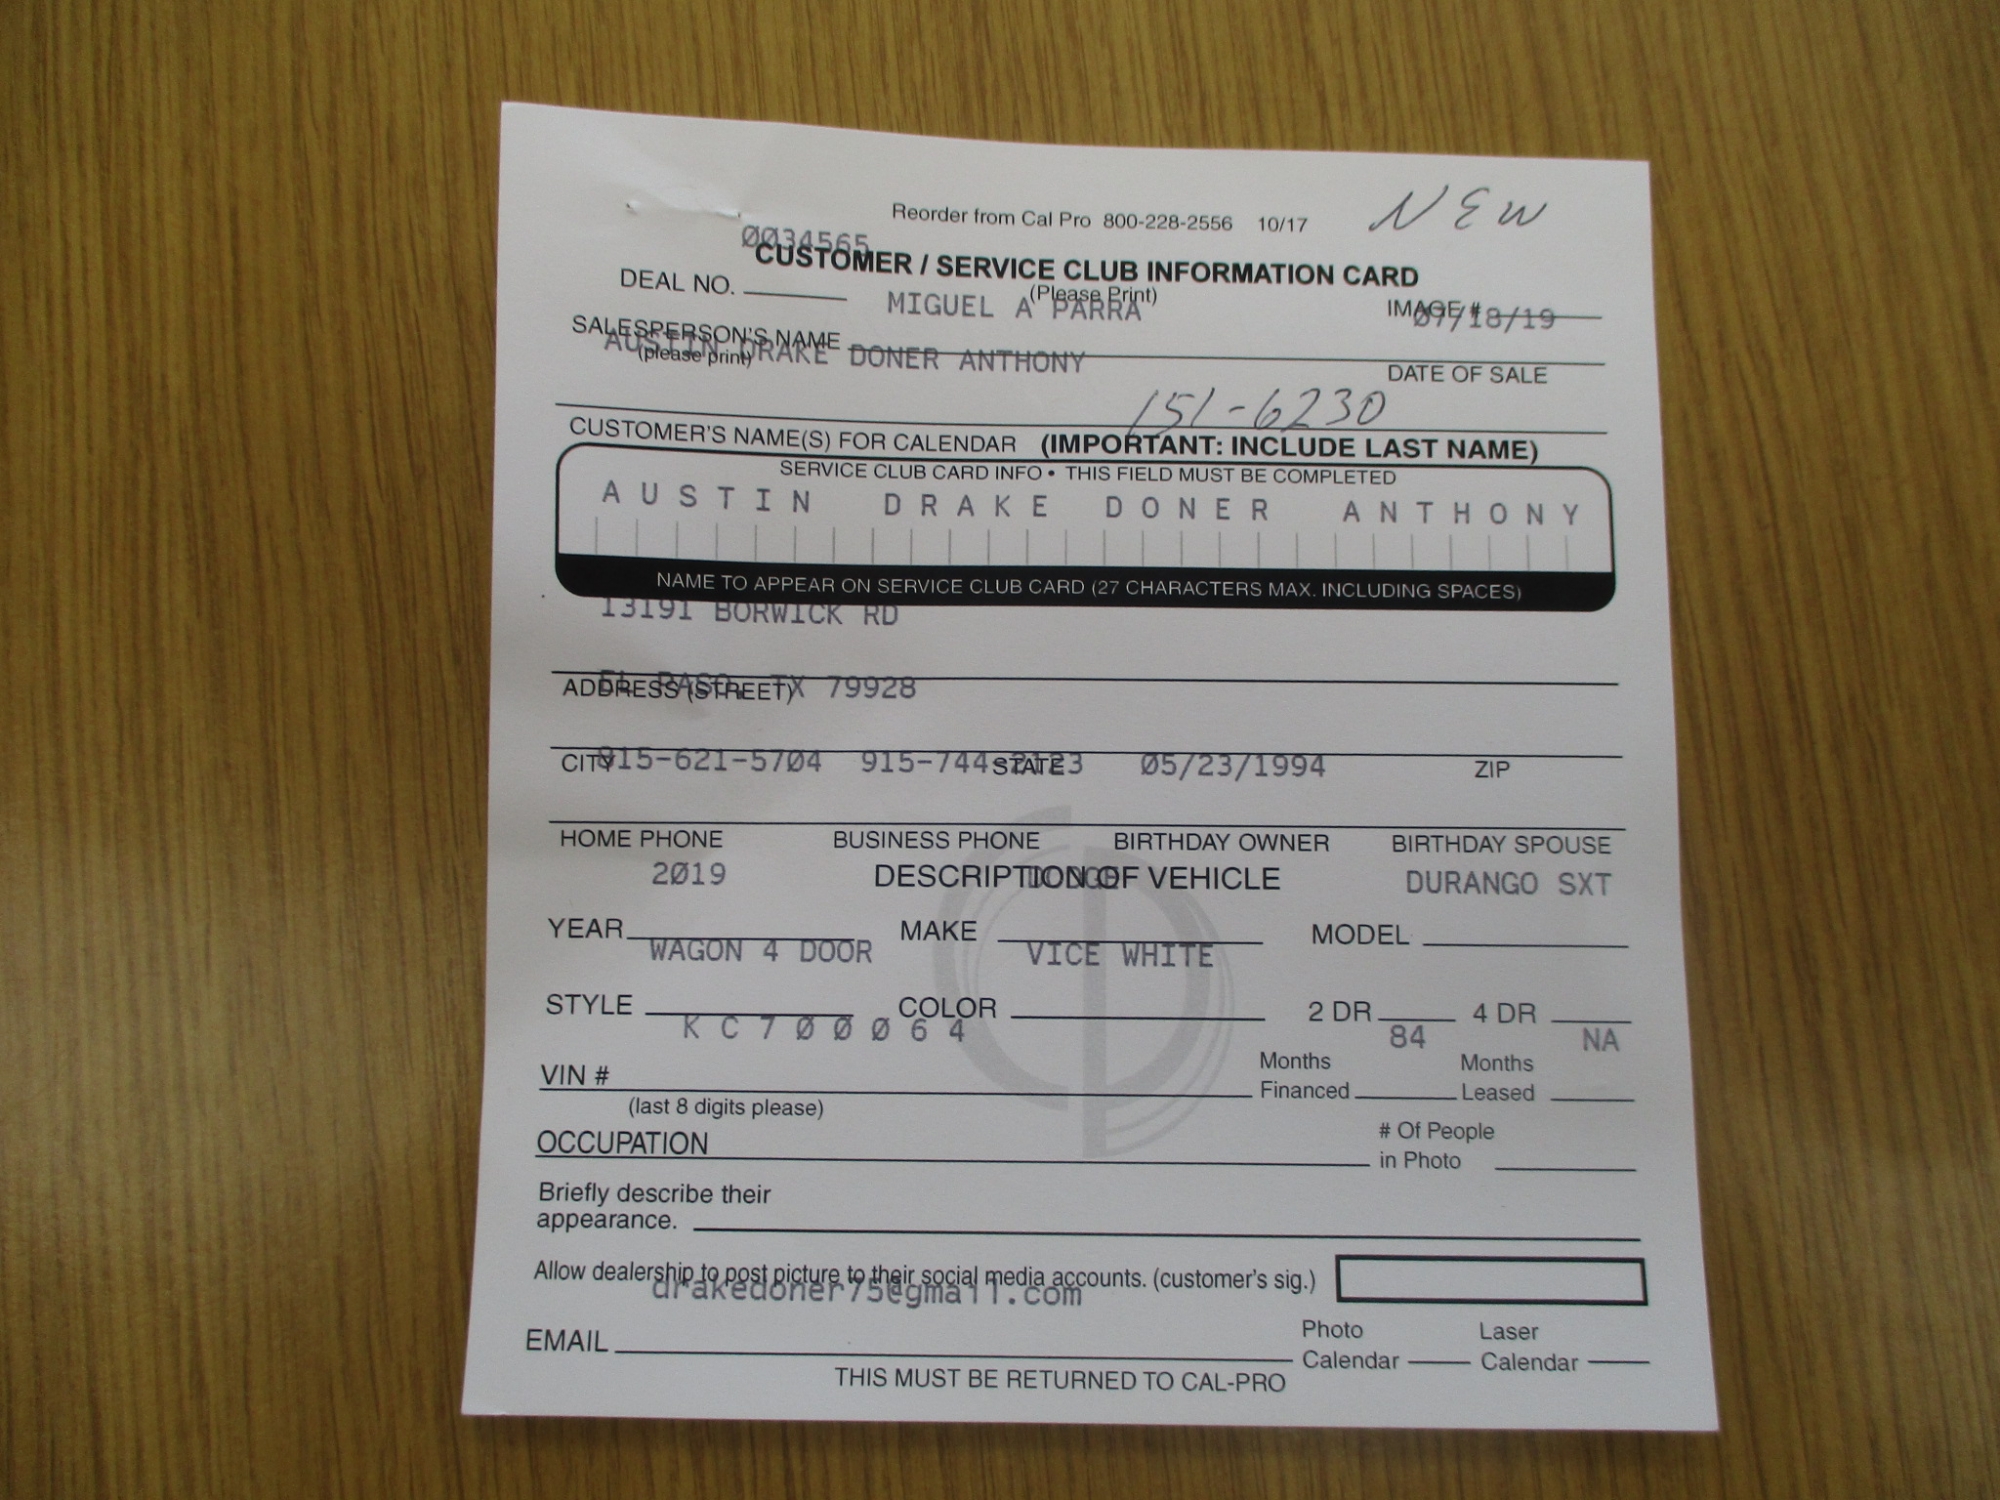 Reorder from Cal Pro 800-228-2556 10/17 NEW
0034565
CUSTOMER / SERVICE CLUB INFORMATION CARD
(Please Print)
DEAL NO.
MIGUEL A PARRA
IMAGE #
07/18/19
SALESPERSON'S NAME
(please print)
AUSTIN DRAKE DONER ANTHONY
DATE OF SALE
151-6230
CUSTOMER'S NAME(S) FOR CALENDAR (IMPORTANT: INCLUDE LAST NAME)
SERVICE CLUB CARD INFO • THIS FIELD MUST BE COMPLETED
AUSTIN DRAKE DONER ANTHONY
NAME TO APPEAR ON SERVICE CLUB CARD (27 CHARACTERS MAX. INCLUDING SPACES)
13191 BORWICK RD
EL PASO, TX 79928
ADDRESS (STREET)
915-621-5704 915-744-2123 05/23/1994
CITY STATE ZIP
HOME PHONE BUSINESS PHONE BIRTHDAY OWNER BIRTHDAY SPOUSE
DESCRIPTION OF VEHICLE
2019 DODGE DURANGO SXT
YEAR MAKE MODEL
WAGON 4 DOOR VICE WHITE
STYLE COLOR 2 DR 4 DR
KC700064 84 NA
VIN # Months Financed Months Leased
(last 8 digits please)
OCCUPATION # Of People in Photo
Briefly describe their
appearance.
Allow dealership to post picture to their social media accounts. (customer's sig.)
drakedoner75@gmail.com
EMAIL Photo Calendar Laser Calendar
THIS MUST BE RETURNED TO CAL-PRO